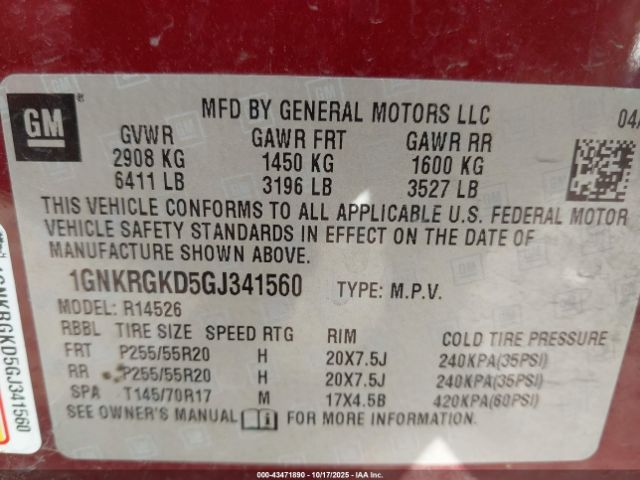 GM
MFD BY GENERAL MOTORS LLC 04/
GVWR GAWR FRT GAWR RR
2908 KG 1450 KG 1600 KG
6411 LB 3196 LB 3527 LB
THIS VEHICLE CONFORMS TO ALL APPLICABLE U.S. FEDERAL MOTOR
VEHICLE SAFETY STANDARDS IN EFFECT ON THE DATE OF
MANUFACTURE SHOWN ABOVE.
1GNKRGKD5GJ341560 TYPE: M.P.V.
MODEL: R14526
RBBL TIRE SIZE SPEED RTG RIM COLD TIRE PRESSURE
FRT P255/55R20 H 20X7.5J 240KPA(35PSI)
RR P255/55R20 H 20X7.5J 240KPA(35PSI)
SPA T145/70R17 M 17X4.5B 420KPA(60PSI)
SEE OWNER'S MANUAL i FOR MORE INFORMATION.
1GNKRGKD5GJ341560
200 - 43471890 - 10/17/2025 - IAA, Inc.